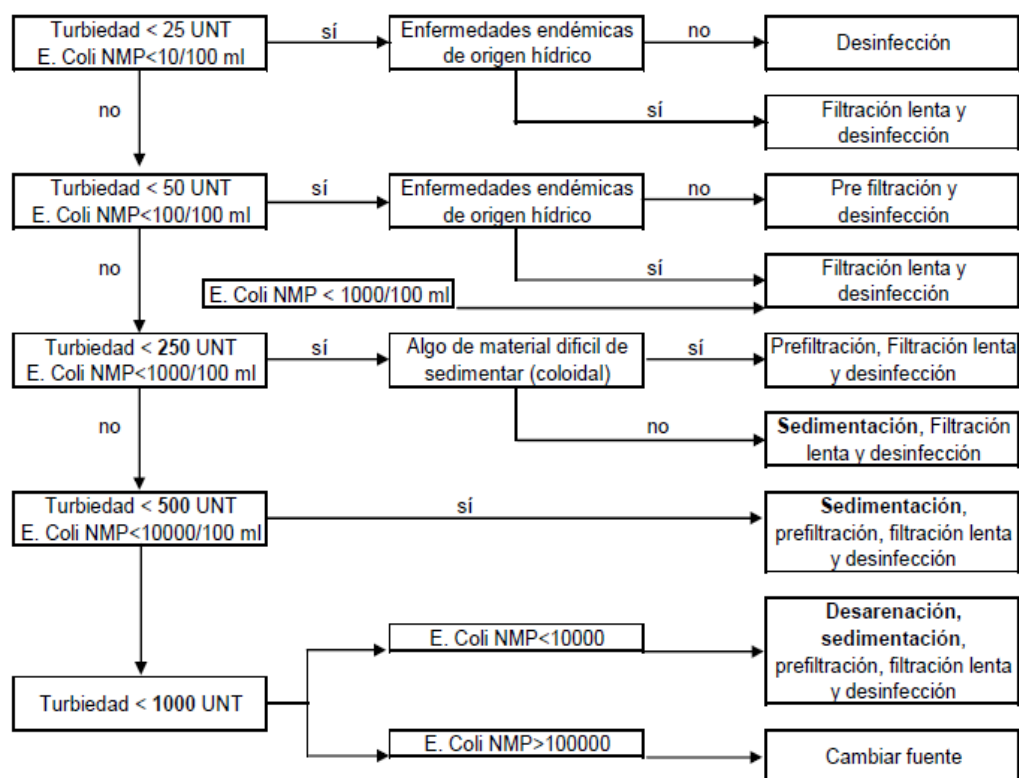 Turbiedad < 25 UNT
E. Coli NMP<10/100 ml
sí
Enfermedades endémicas
de origen hídrico
no
Desinfección
no
sí
Filtración lenta y
desinfección
Turbiedad < 50 UNT
E. Coli NMP<100/100 ml
sí
Enfermedades endémicas
de origen hídrico
no
Pre filtración y
desinfección
no
sí
Filtración lenta y
desinfección
E. Coli NMP < 1000/100 ml
Turbiedad < 250 UNT
E. Coli NMP<1000/100 ml
sí
Algo de material dificil de
sedimentar (coloidal)
sí
Prefiltración, Filtración lenta
y desinfección
no
no
Sedimentación, Filtración
lenta y desinfección
Turbiedad < 500 UNT
E. Coli NMP<10000/100 ml
sí
Sedimentación,
prefiltración, filtración lenta
y desinfección
Turbiedad < 1000 UNT
E. Coli NMP<10000
Desarenación,
sedimentación,
prefiltración, filtración lenta
y desinfección
E. Coli NMP>100000
Cambiar fuente